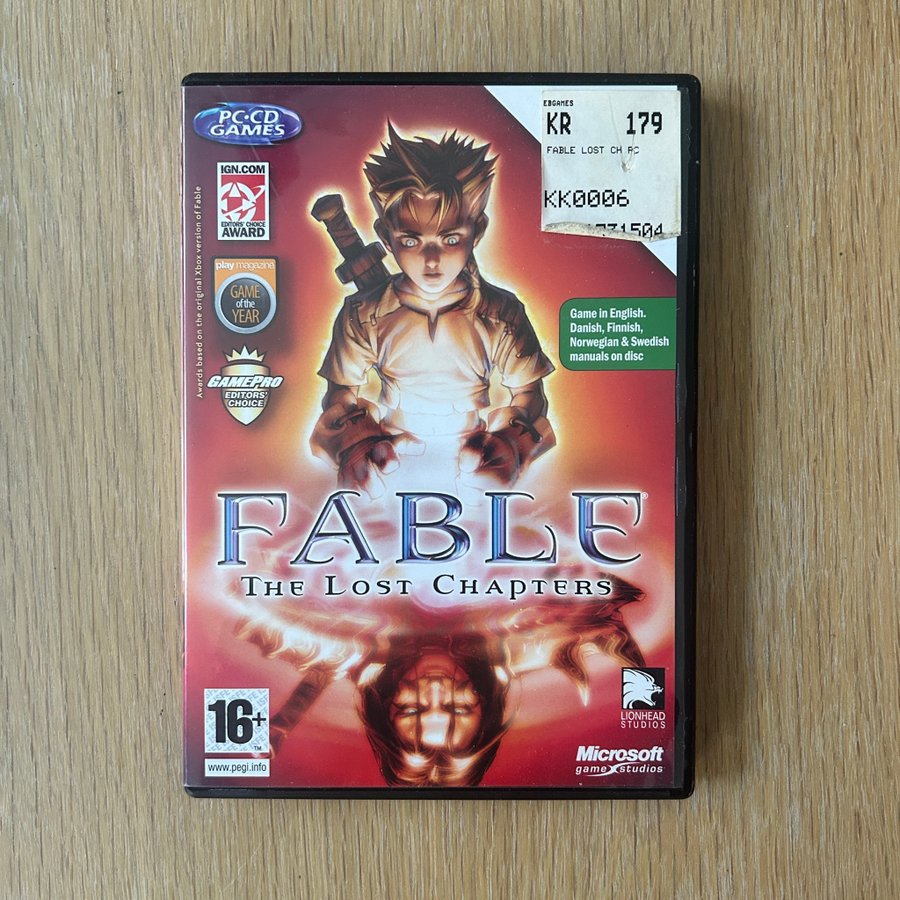 PC·CD
GAMES
IGN.COM
EDITORS' CHOICE
AWARD
Awards based on the original Xbox version of Fable
play magazine
GAME
of the
YEAR
GAMEPRO
EDITORS'
CHOICE
EBGAMES
KR 179
FABLE LOST CH PC
KK0006
731504
Game in English.
Danish, Finnish,
Norwegian & Swedish
manuals on disc
FABLE®
THE LOST CHAPTERS
16+
™
www.pegi.info
LIONHEAD
STUDIOS
Microsoft
game studios